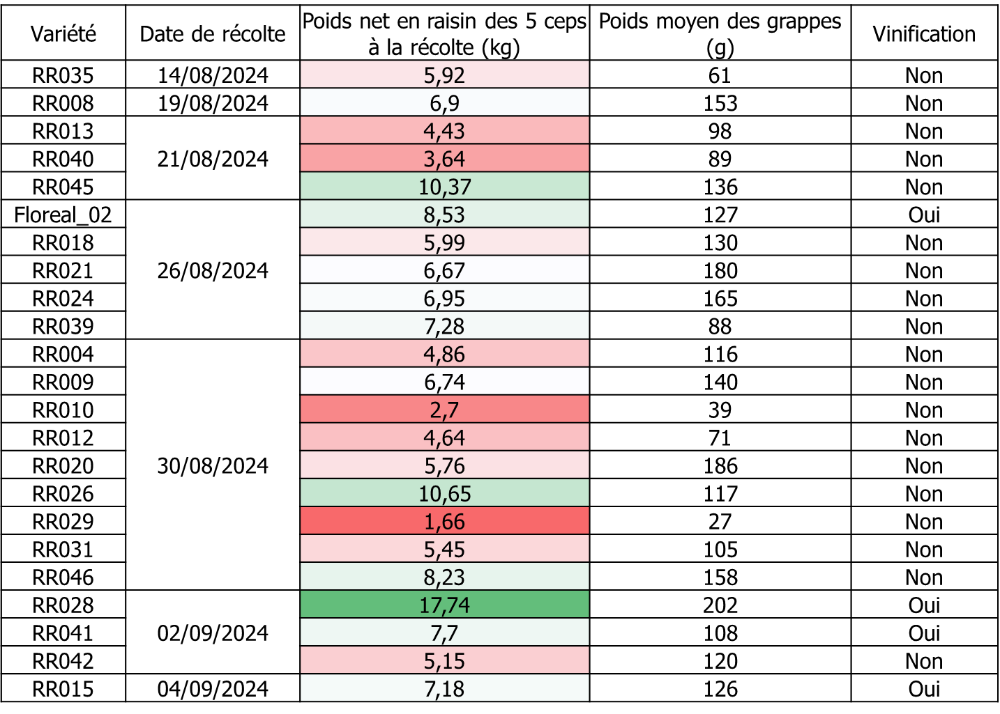 Variété Date de récolte Poids net en raisin des 5 ceps à la récolte (kg) Poids moyen des grappes (g) Vinification
RR035 14/08/2024 5,92 61 Non
RR008 19/08/2024 6,9 153 Non
RR013 21/08/2024 4,43 98 Non
RR040 3,64 89 Non
RR045 10,37 136 Non
Floreal_02 26/08/2024 8,53 127 Oui
RR018 5,99 130 Non
RR021 6,67 180 Non
RR024 6,95 165 Non
RR039 7,28 88 Non
RR004 30/08/2024 4,86 116 Non
RR009 6,74 140 Non
RR010 2,7 39 Non
RR012 4,64 71 Non
RR020 5,76 186 Non
RR026 10,65 117 Non
RR029 1,66 27 Non
RR031 5,45 105 Non
RR046 8,23 158 Non
RR028 02/09/2024 17,74 202 Oui
RR041 7,7 108 Oui
RR042 5,15 120 Non
RR015 04/09/2024 7,18 126 Oui